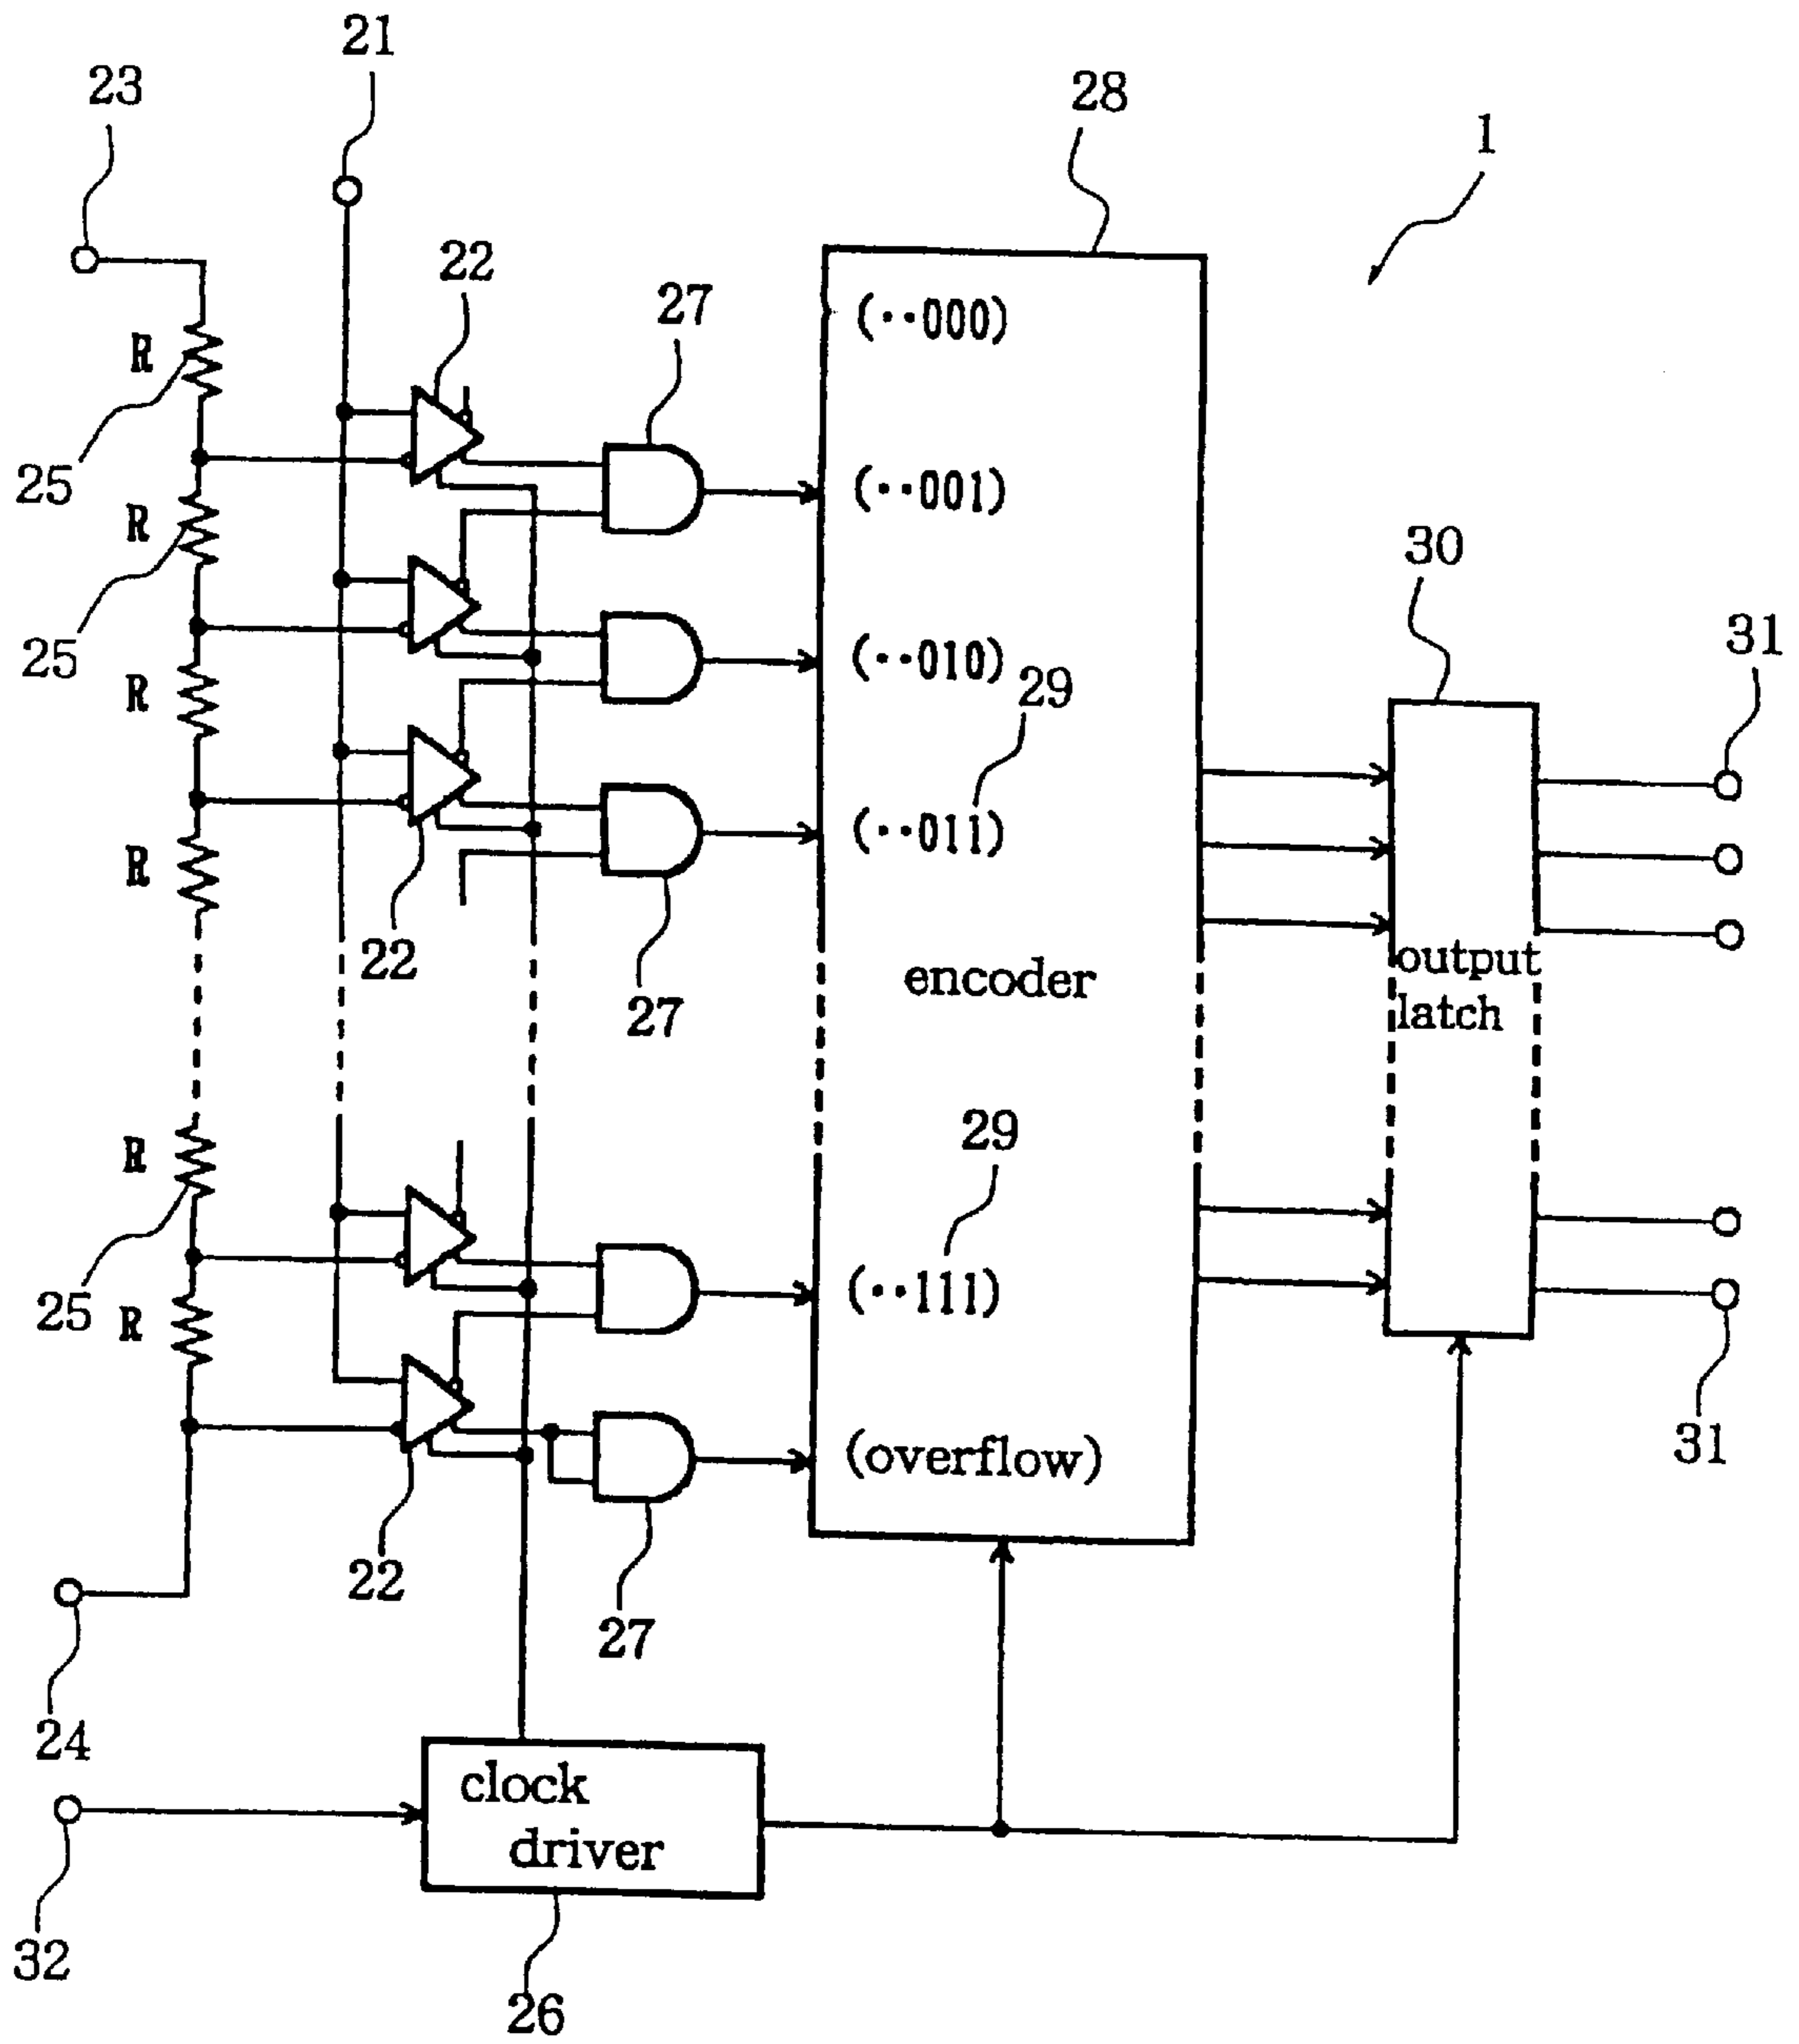 21
23
28
1
22
27
(··000)
R
25
(··001)
R
30
25
31
(··010)
29
R
(··011)
R
22
encoder
output
latch
27
29
R
25
(··111)
R
31
(overflow)
22
27
24
clock
driver
32
26